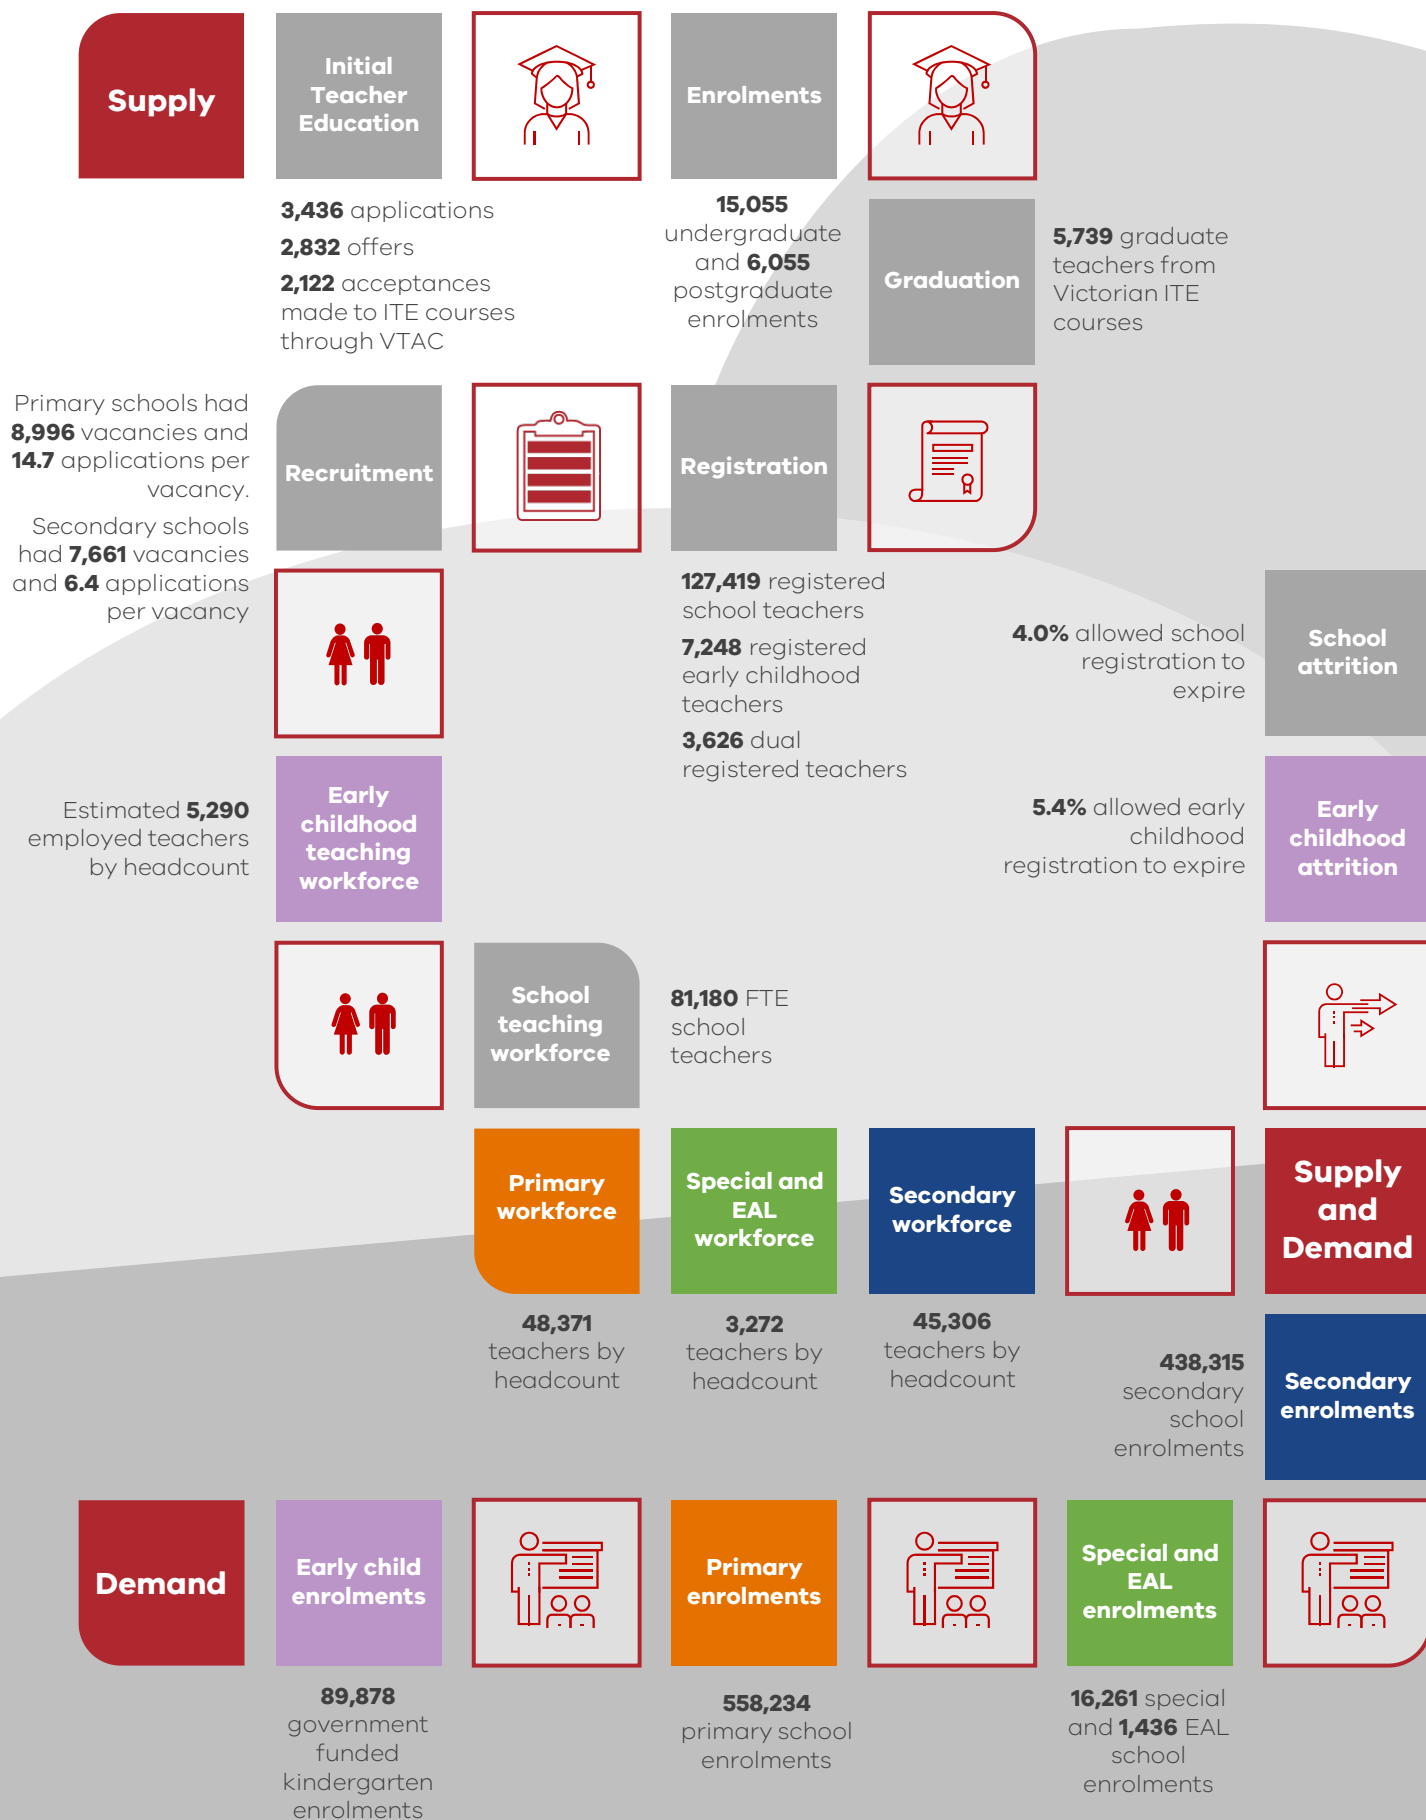 Supply
Initial
Teacher
Education
Enrolments
3,436 applications
2,832 offers
2,122 acceptances
made to ITE courses
through VTAC
15,055
undergraduate
and 6,055
postgraduate
enrolments
Graduation
5,739 graduate
teachers from
Victorian ITE
courses
Primary schools had
8,996 vacancies and
14.7 applications per
vacancy.
Secondary schools
had 7,661 vacancies
and 6.4 applications
per vacancy
Recruitment
Registration
127,419 registered
school teachers
7,248 registered
early childhood
teachers
3,626 dual
registered teachers
4.0% allowed school
registration to
expire
School
attrition
Estimated 5,290
employed teachers
by headcount
Early
childhood
teaching
workforce
5.4% allowed early
childhood
registration to expire
Early
childhood
attrition
School
teaching
workforce
81,180 FTE
school
teachers
Primary
workforce
Special and
EAL
workforce
Secondary
workforce
Supply
and
Demand
48,371
teachers by
headcount
3,272
teachers by
headcount
45,306
teachers by
headcount
438,315
secondary
school
enrolments
Secondary
enrolments
Demand
Early child
enrolments
Primary
enrolments
Special and
EAL
enrolments
89,878
government
funded
kindergarten
enrolments
558,234
primary school
enrolments
16,261 special
and 1,436 EAL
school
enrolments